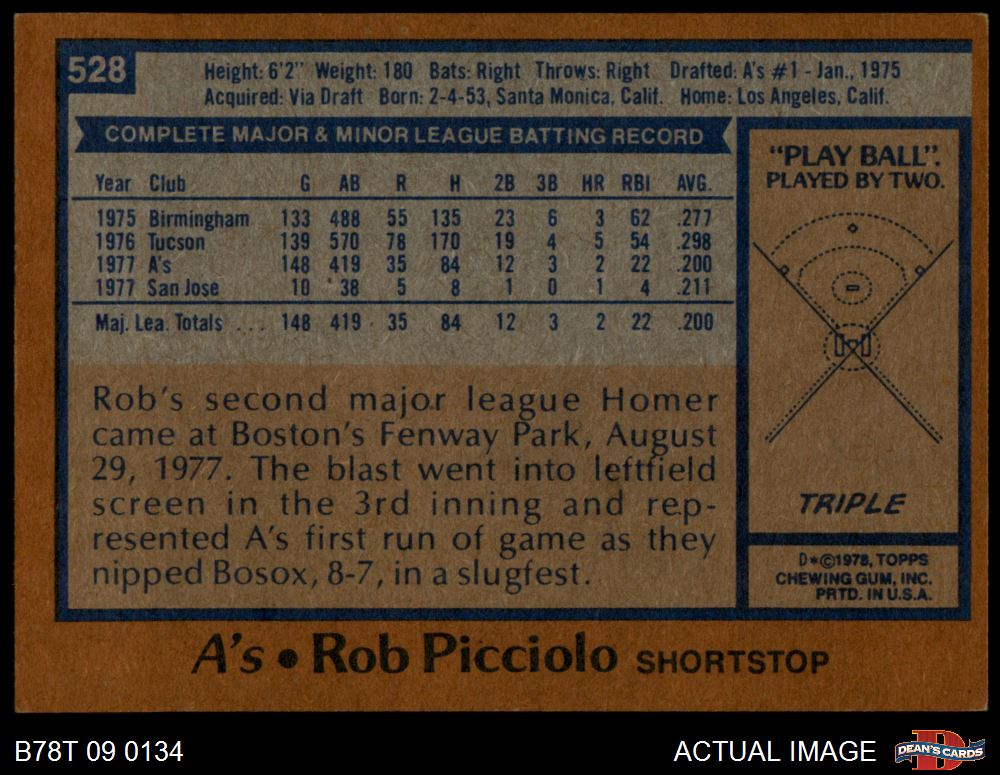 528
Height: 6'2" Weight: 180 Bats: Right Throws: Right Drafted: A's #1 - Jan., 1975
Acquired: Via Draft Born: 2-4-53, Santa Monica, Calif. Home: Los Angeles, Calif.
COMPLETE MAJOR & MINOR LEAGUE BATTING RECORD
Year Club G AB R H 2B 3B HR RBI AVG.
1975 Birmingham 133 488 55 135 23 6 3 62 .277
1976 Tucson 139 570 78 170 19 4 5 54 .298
1977 A's 148 419 35 84 12 3 2 22 .200
1977 San Jose 10 38 5 8 1 0 1 4 .211
Maj. Lea. Totals ... 148 419 35 84 12 3 2 22 .200
Rob's second major league Homer
came at Boston's Fenway Park, August
29, 1977. The blast went into leftfield
screen in the 3rd inning and rep-
resented A's first run of game as they
nipped Bosox, 8-7, in a slugfest.
"PLAY BALL".
PLAYED BY TWO.
TRIPLE
D*©1978, TOPPS
CHEWING GUM, INC.
PRTD. IN U.S.A.
A's • Rob Picciolo SHORTSTOP
B78T 09 0134
ACTUAL IMAGE
DEAN'S CARDS